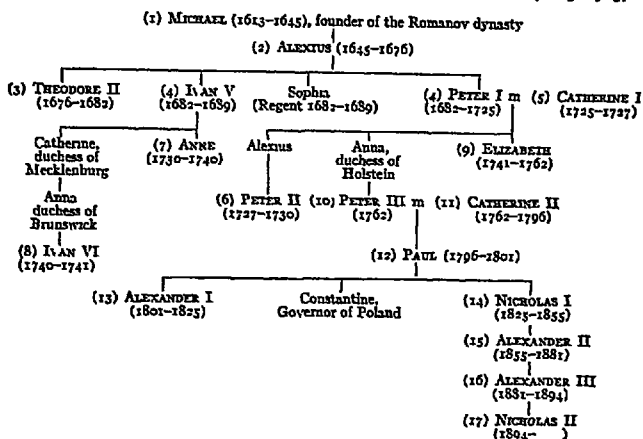 (1) MICHAEL (1613–1645), founder of the Romanov dynasty
(2) ALEXIUS (1645–1676)
(3) THEODORE II (4) IVAN V Sophia (4) PETER I m (5) CATHERINE I
(1676–1682) (1682–1689) (Regent 1682–1689) (1682–1725) (1725–1727)
Catherine, (7) ANNE Alexius Anna, (9) ELIZABETH
duchess of (1730–1740) duchess of (1741–1762)
Mecklenburg Holstein
Anna (6) PETER II (10) PETER III m (11) CATHERINE II
duchess of (1727–1730) (1762) (1762–1796)
Brunswick
(8) IVAN VI (12) PAUL (1796–1801)
(1740–1741)
(13) ALEXANDER I Constantine, (14) NICHOLAS I
(1801–1825) Governor of Poland (1825–1855)
(15) ALEXANDER II
(1855–1881)
(16) ALEXANDER III
(1881–1894)
(17) NICHOLAS II
(1894– )